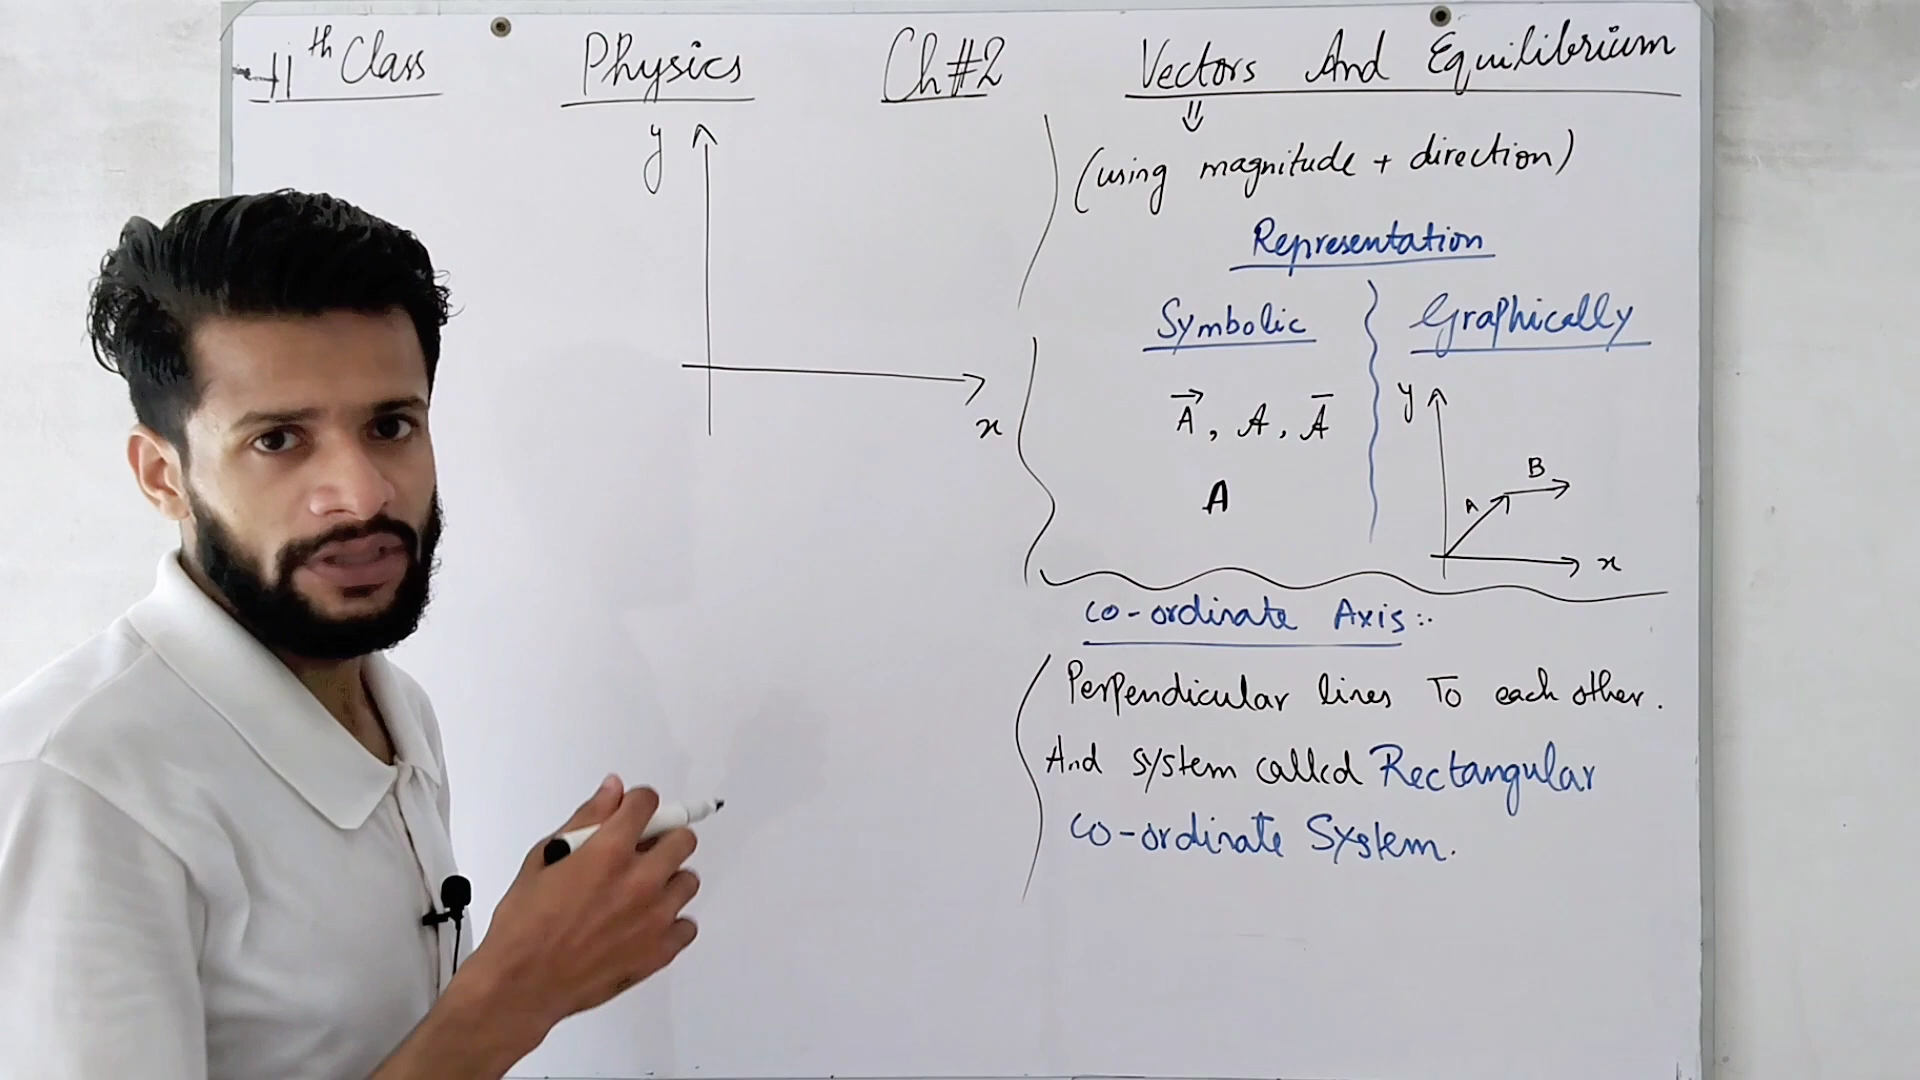 11th Class Physics Ch#2 Vectors And Equilibrium
⇓
(using magnitude + direction)
Representation
Symbolic
A⃗, A, A̅
A
Graphically
y
A
B
x
y
x
Co-ordinate Axis:.
Perpendicular lines To each other.
And system called Rectangular
Co-ordinate System.